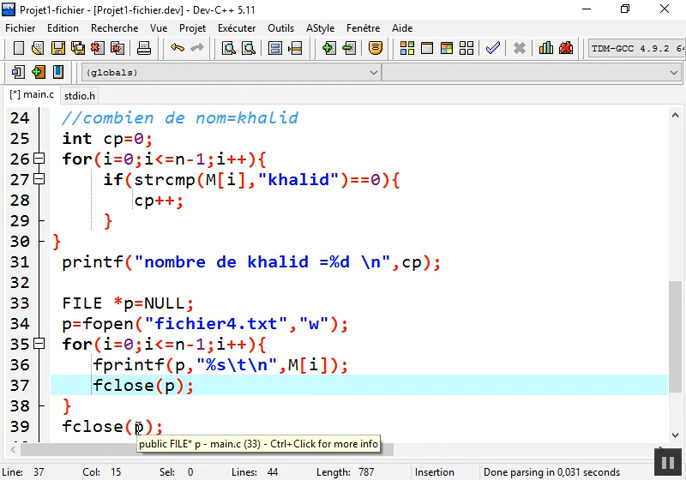 Projet1-fichier - [Projet1-fichier.dev] - Dev-C++ 5.11
Fichier Edition Recherche Vue Projet Exécuter Outils AStyle Fenêtre Aide
TDM-GCC 4.9.2 64
(globals)
[*] main.c stdio.h
24 //combien de nom=khalid
25 int cp=0;
26 for(i=0;i<=n-1;i++){
27 if(strcmp(M[i],"khalid")==0){
28 cp++;
29 }
30 }
31 printf("nombre de khalid =%d \n",cp);
32
33 FILE *p=NULL;
34 p=fopen("fichier4.txt","w");
35 for(i=0;i<=n-1;i++){
36 fprintf(p,"%s\t\n",M[i]);
37 fclose(p);
38 }
39 fclose(p);
public FILE* p - main.c (33) - Ctrl+Click for more info
Line: 37 Col: 15 Sel: 0 Lines: 44 Length: 787 Insertion Done parsing in 0,031 seconds